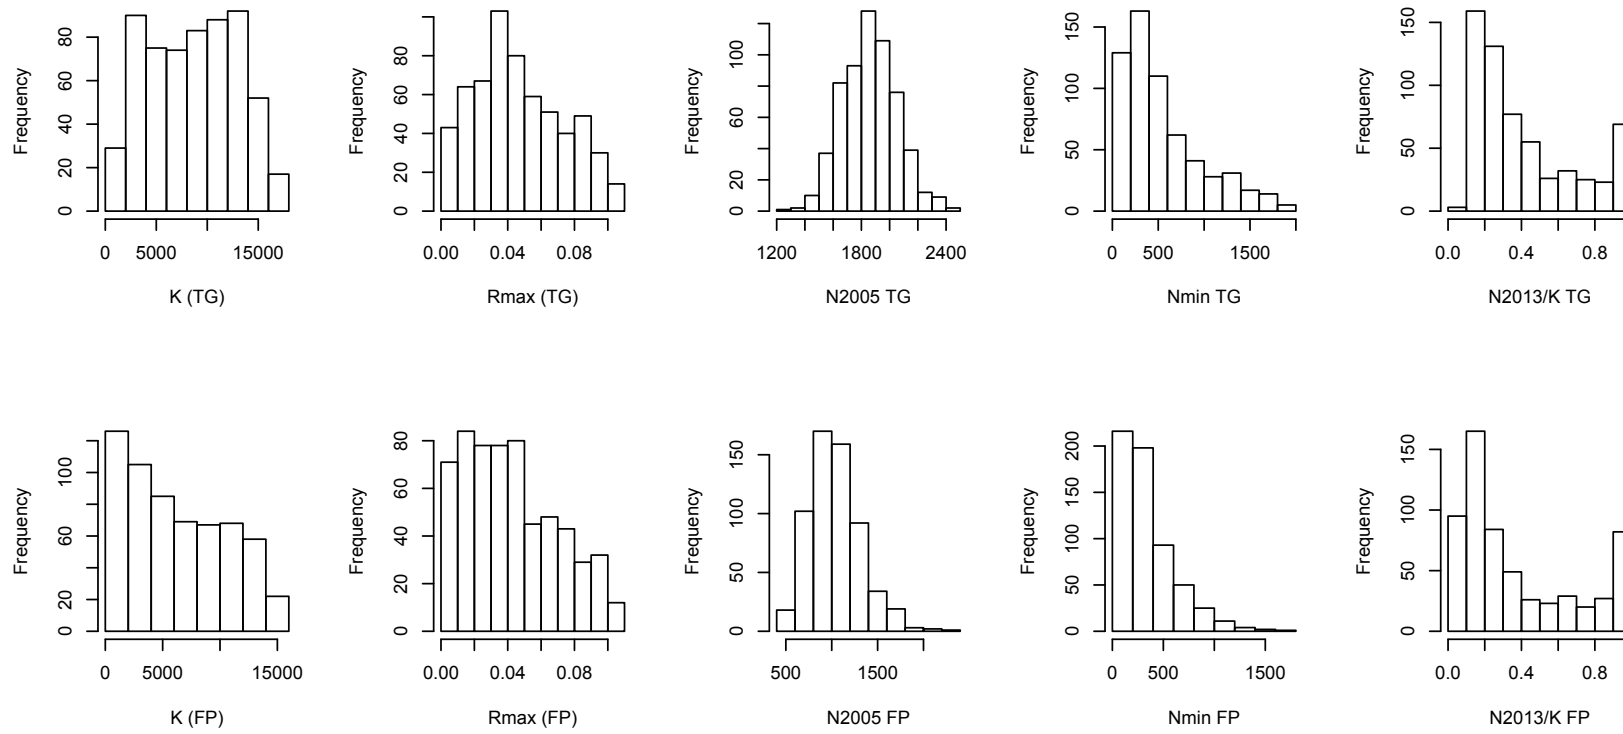 Frequency
0 20 40 60 80
0 5000 15000
K (TG)
Frequency
0 20 40 60 80
0.00 0.04 0.08
Rmax (TG)
Frequency
0 20 60 100
1200 1800 2400
N2005 TG
Frequency
0 50 100 150
0 500 1500
Nmin TG
Frequency
0 50 100 150
0.0 0.4 0.8
N2013/K TG
Frequency
0 20 60 100
0 5000 15000
K (FP)
Frequency
0 20 40 60 80
0.00 0.04 0.08
Rmax (FP)
Frequency
0 50 100 150
500 1500
N2005 FP
Frequency
0 50 100 150 200
0 500 1500
Nmin FP
Frequency
0 50 100 150
0.0 0.4 0.8
N2013/K FP